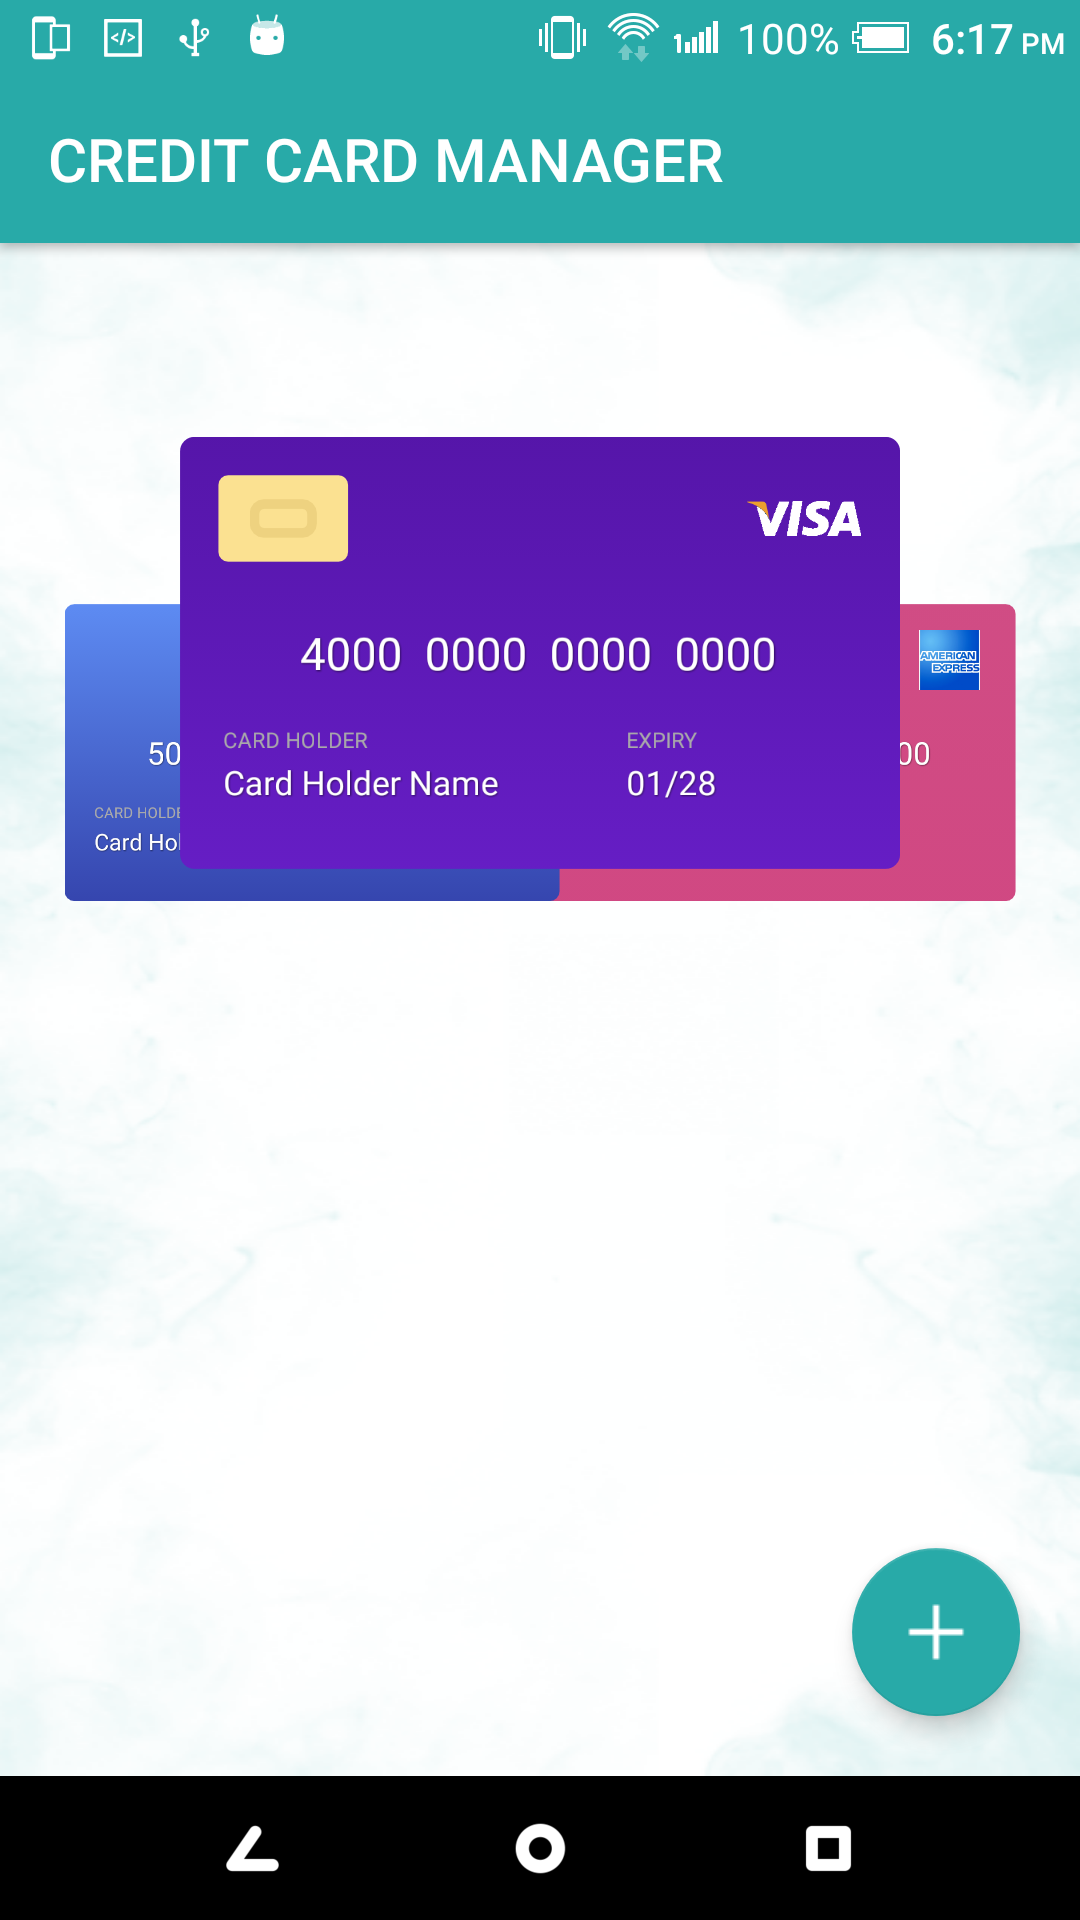 100% 6:17 PM
CREDIT CARD MANAGER
VISA
4000 0000 0000 0000
CARD HOLDER EXPIRY
Card Holder Name 01/28
AMERICAN
EXPRESS
50
00
CARD HOLDE
Card Hol